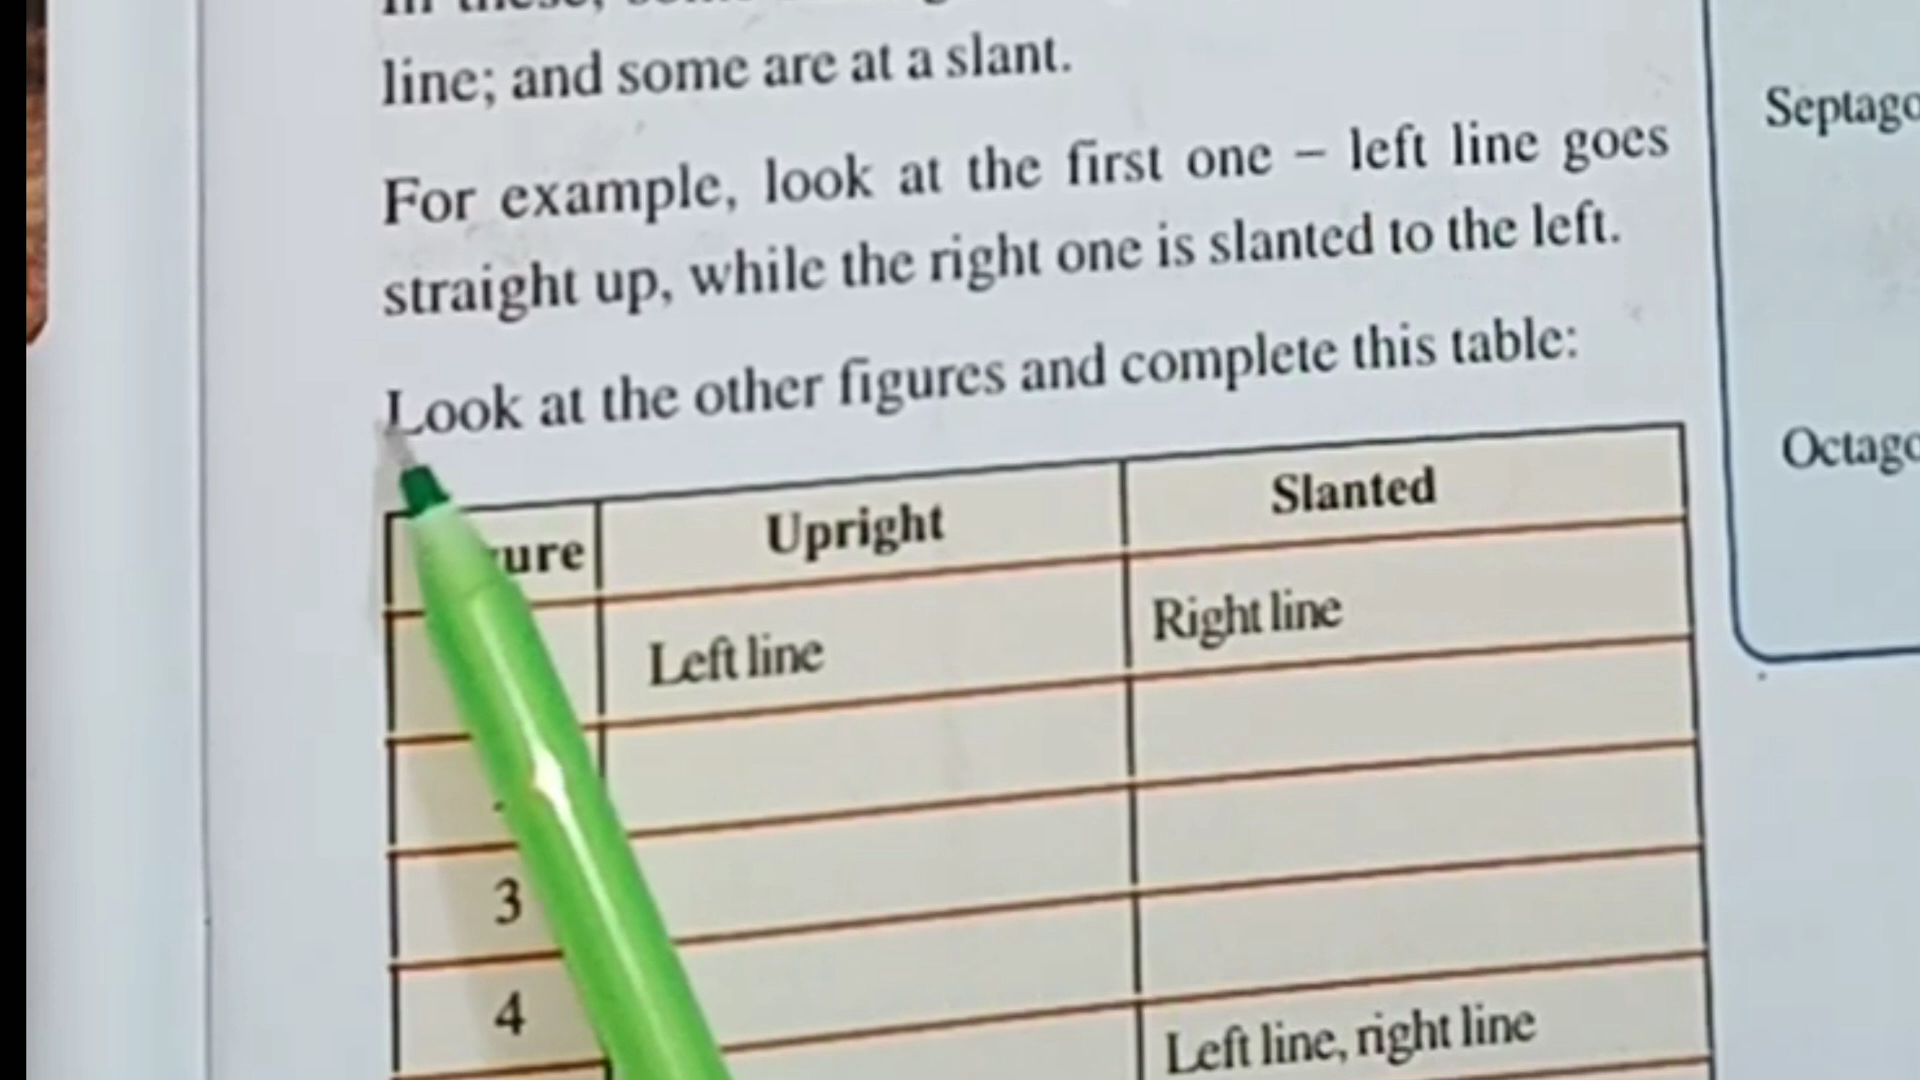 line; and some are at a slant.
For example, look at the first one – left line goes
straight up, while the right one is slanted to the left.
Look at the other figures and complete this table:
ure Upright Slanted
Left line Right line
3
4
Left line, right line
Septago
Octago